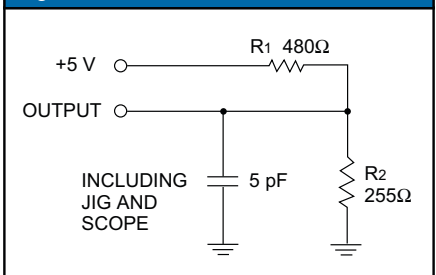 R1 480Ω
+5 V
OUTPUT
INCLUDING
JIG AND
SCOPE
5 pF
R2
255Ω